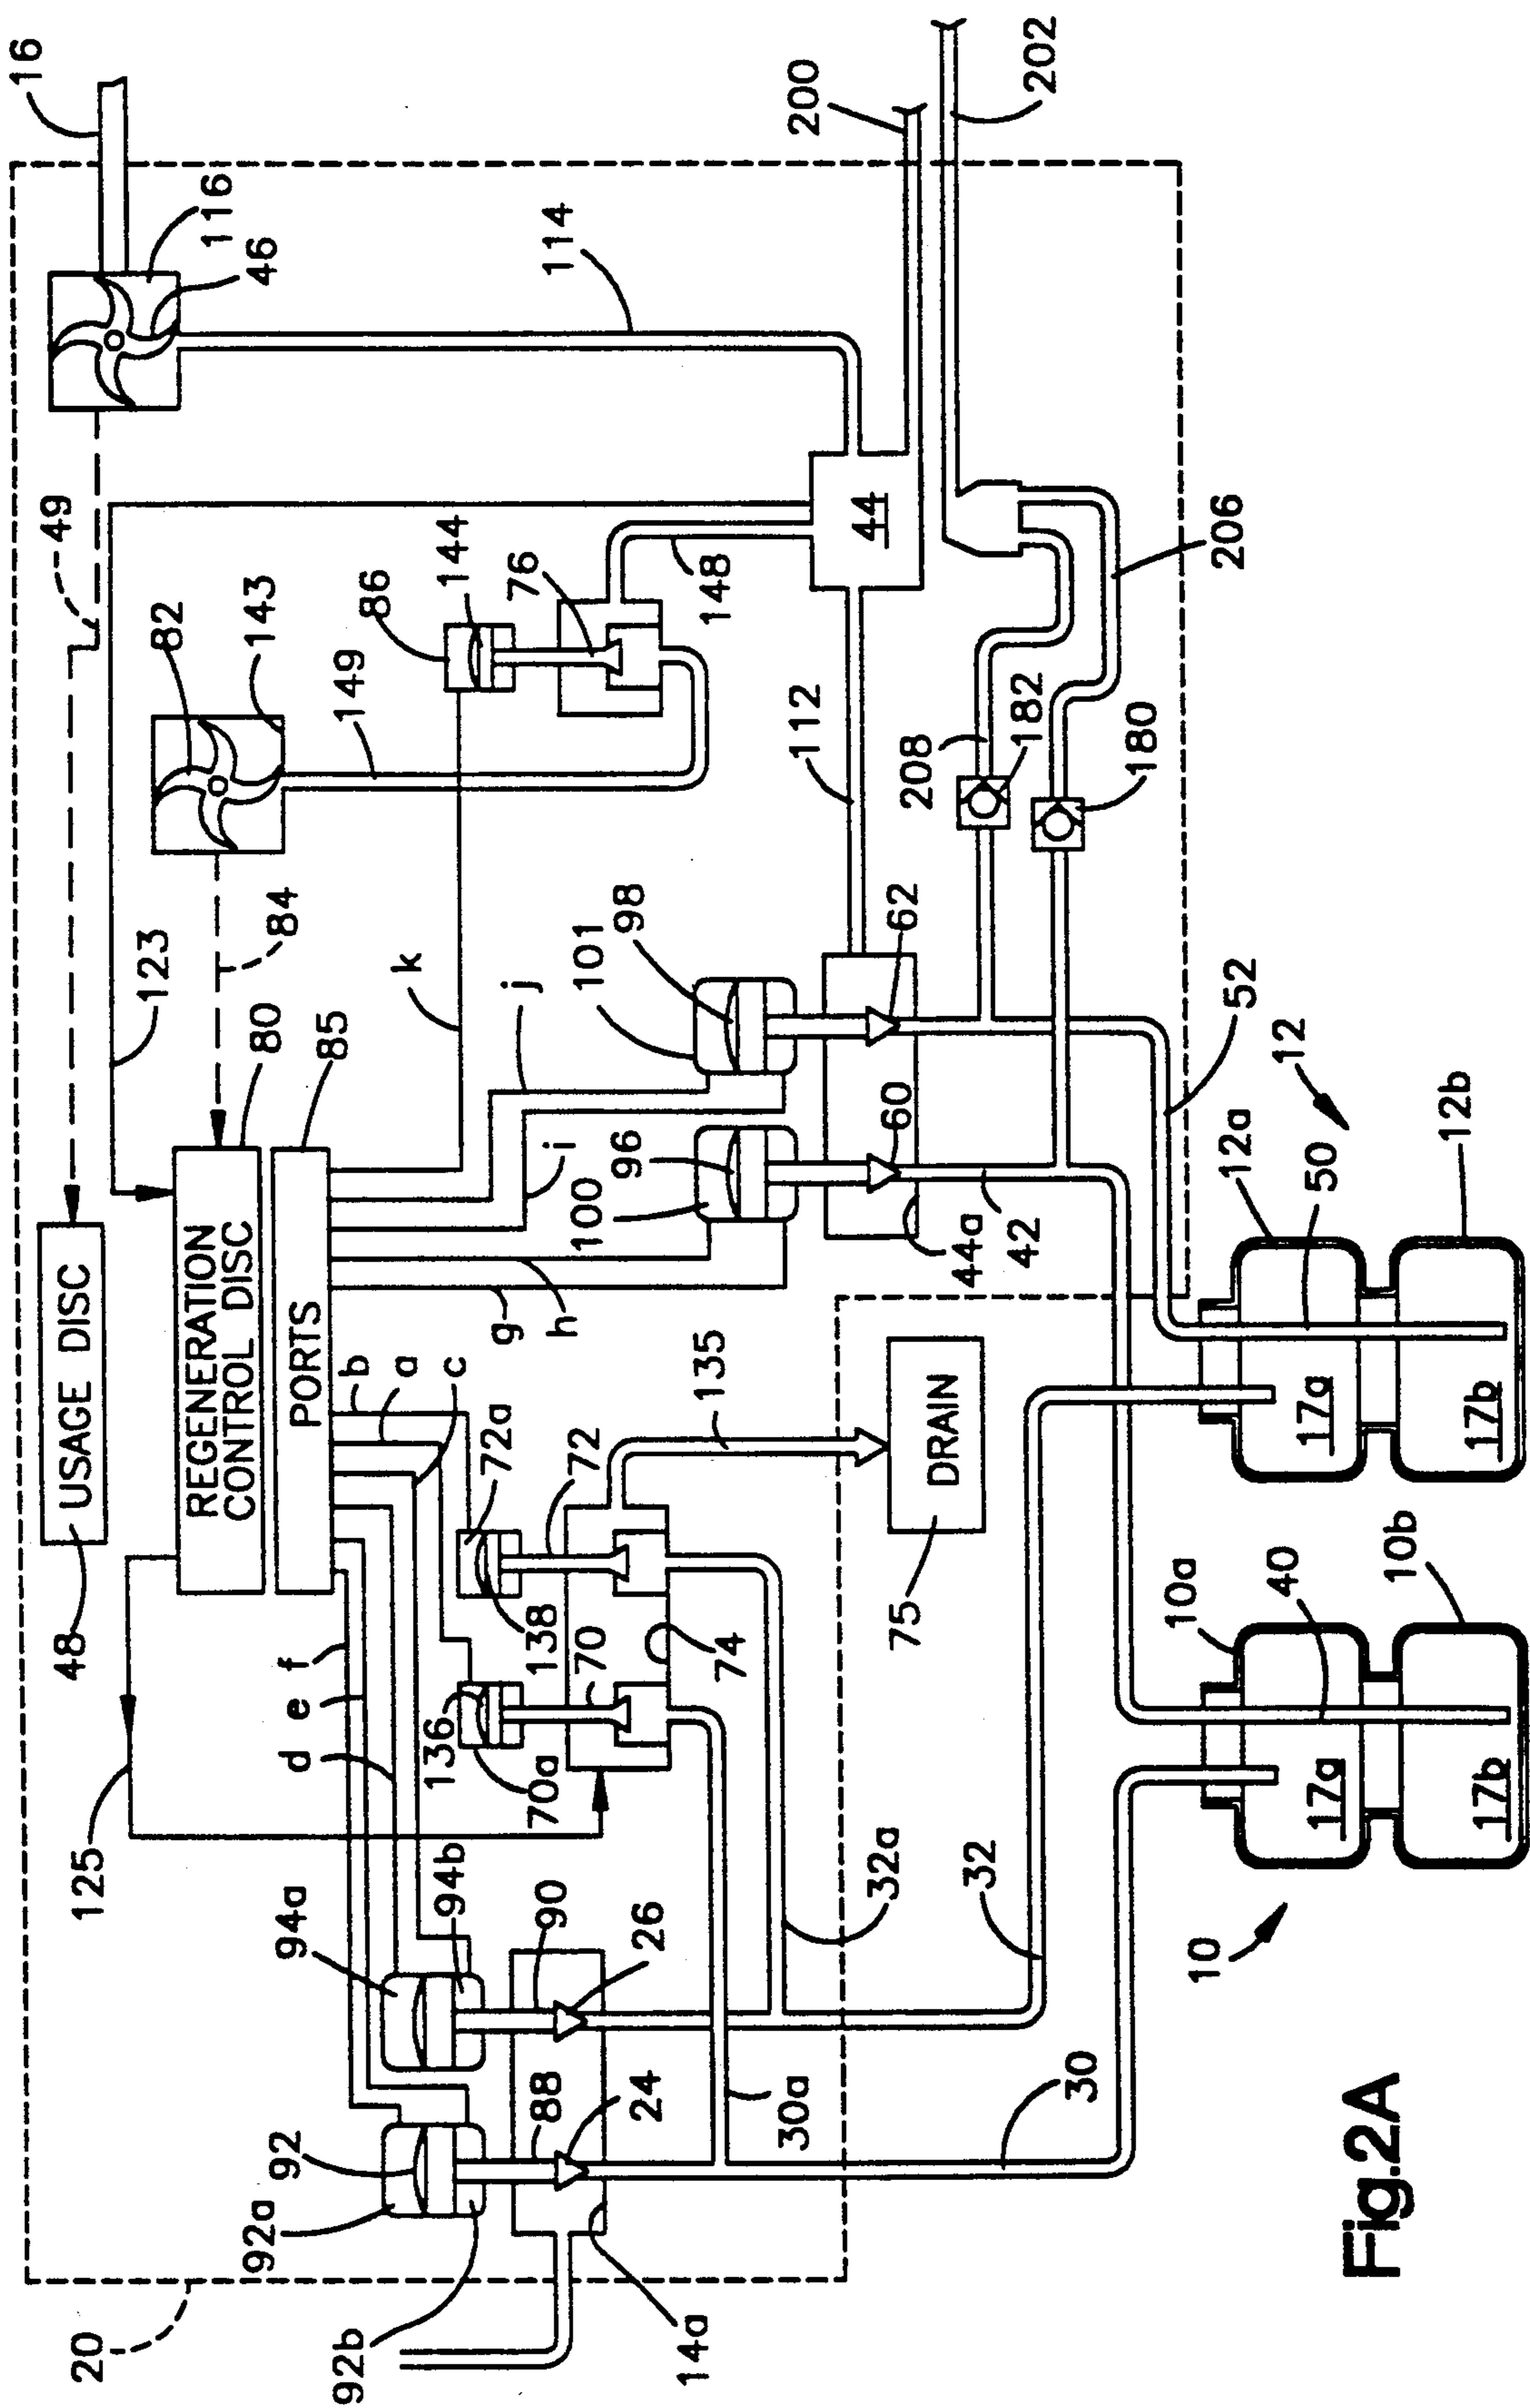 16
116
46
114
200
202
49
82
143
149
86
144
76
148
44
206
123
84
k
80
85
j
101
98
112
208
182
180
62
52
48
USAGE DISC
REGENERATION
CONTROL DISC
PORTS
i
100
96
60
44a
42
g
h
b
a
c
72a
72
135
DRAIN
75
12
12a
50
12b
17a
17b
125
f
e
d
136
70a
138
70
74
94a
94b
90
26
32a
32
10
10a
40
10b
17a
17b
92
92a
92b
88
24
30a
30
14a
20
Fig.2A